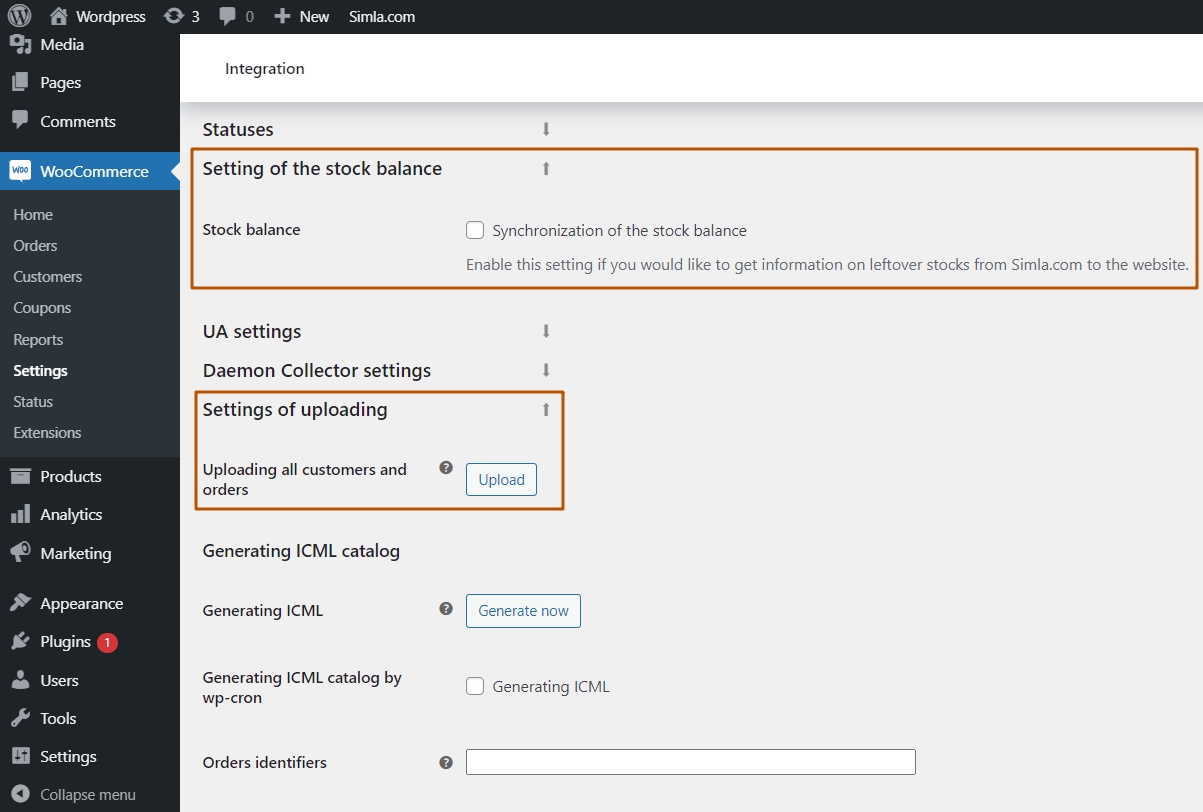 Wordpress 3 0 New Simla.com
Media
Pages
Comments
WOO WooCommerce
Home
Orders
Customers
Coupons
Reports
Settings
Status
Extensions
Products
Analytics
Marketing
Appearance
Plugins 1
Users
Tools
Settings
Collapse menu
Integration
Statuses
Setting of the stock balance
Stock balance
Synchronization of the stock balance
Enable this setting if you would like to get information on leftover stocks from Simla.com to the website.
UA settings
Daemon Collector settings
Settings of uploading
Uploading all customers and
orders
? Upload
Generating ICML catalog
Generating ICML ? Generate now
Generating ICML catalog by
wp-cron
Generating ICML
Orders identifiers ?